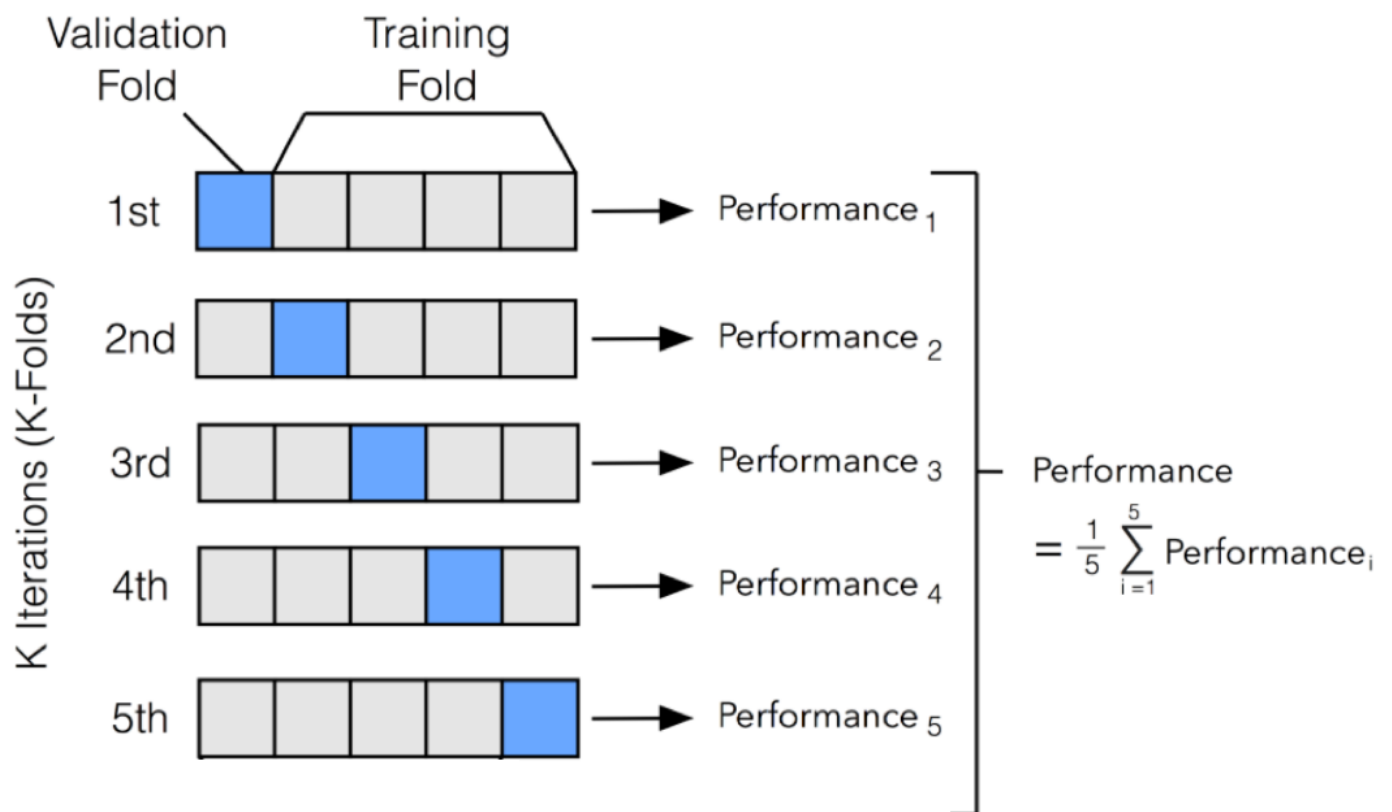 Validation
Fold
Training
Fold
K Iterations (K-Folds)
1st
Performance 1
2nd
Performance 2
3rd
Performance 3
4th
Performance 4
5th
Performance 5
Performance
= 1/5 5∑i=1 Performance i